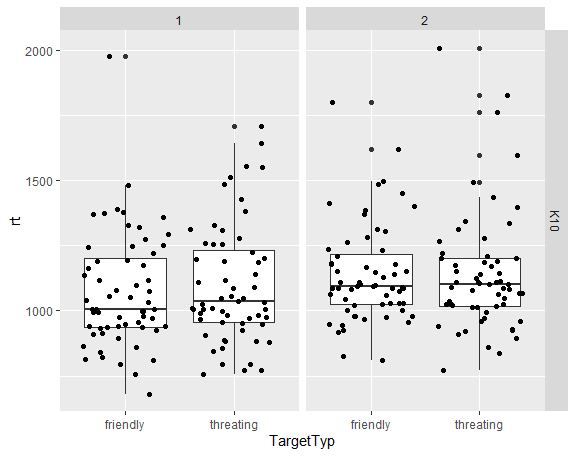 1 2
2000
1500
1000
rt
K10
friendly threating friendly threating
TargetTyp